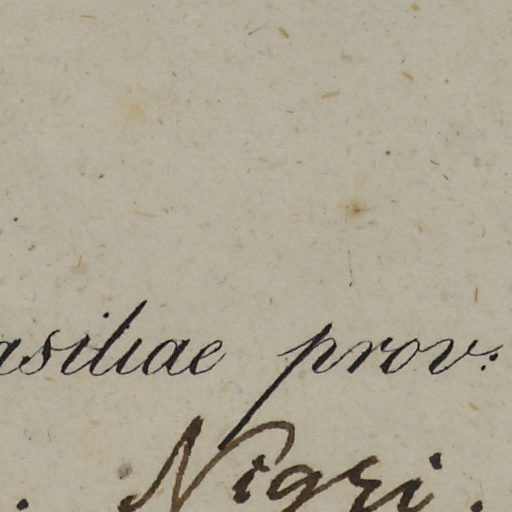 asiliae prov:
. Nigri.